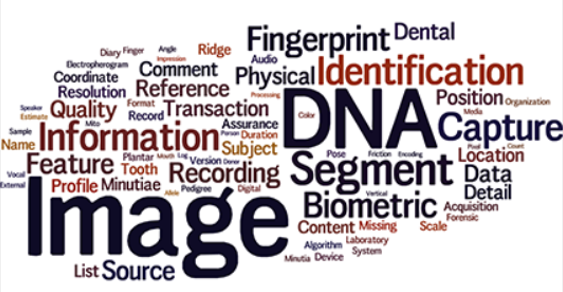 Fingerprint Dental
Diary Finger Angle Ridge Audio
Electropherogram Impression
Coordinate Comment Physical Identification
Resolution Reference Processing
Speaker Quality Format Transaction Color DNA Position Organization
Estimate Record Media
Sample Mito Assurance Capture
Name Information Person Duration Pixel Count
Feature Plantar Mouth Log Version Donor Subject Pose Friction Encoding Location
Vocal Tooth Recording Segment Data
External Profile Minutiae Allele Pedigree Digital Vertical Detail
Image Biometric Acquisition
Content Missing Scale Forensic
Algorithm Laboratory
List Source Minutia Device System